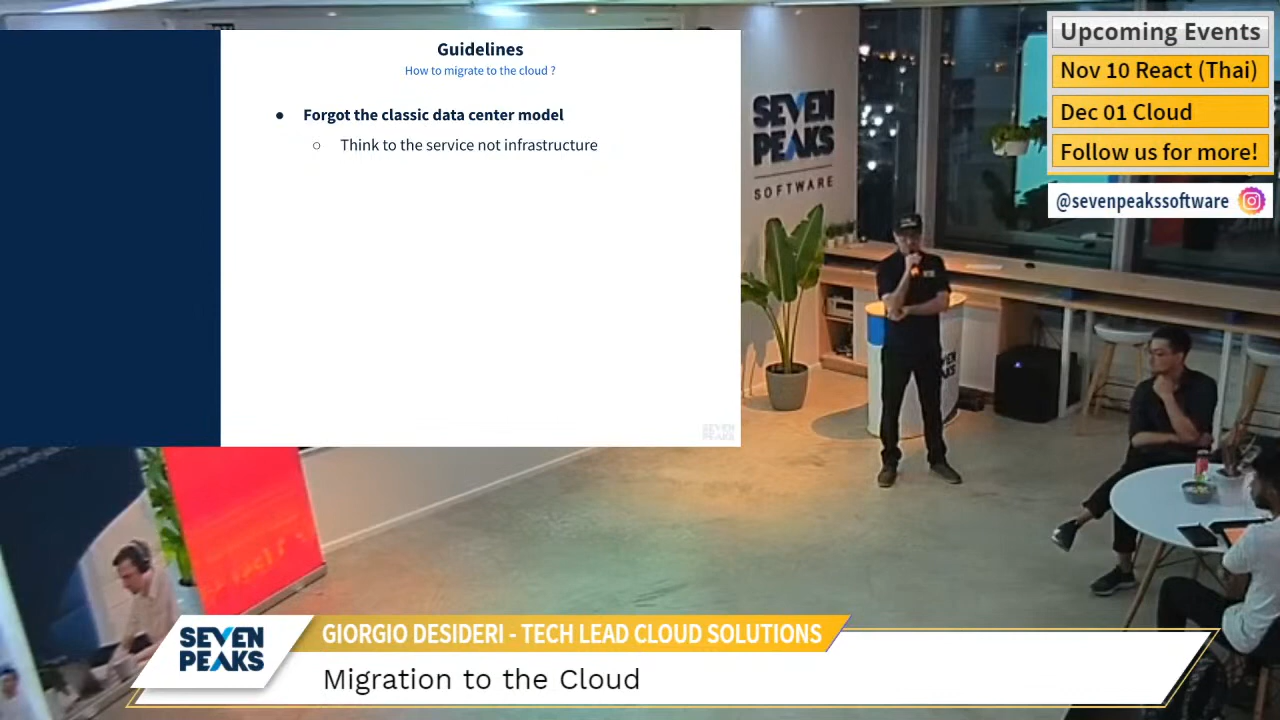 Guidelines
How to migrate to the cloud ?
● Forgot the classic data center model
○ Think to the service not infrastructure
SEVEN
PEAKS
SEVEN
PEAKS
SOFTWARE
Upcoming Events
Nov 10 React (Thai)
Dec 01 Cloud
Follow us for more!
@sevenpeakssoftware
SEVEN
PEAKS
GIORGIO DESIDERI - TECH LEAD CLOUD SOLUTIONS
Migration to the Cloud